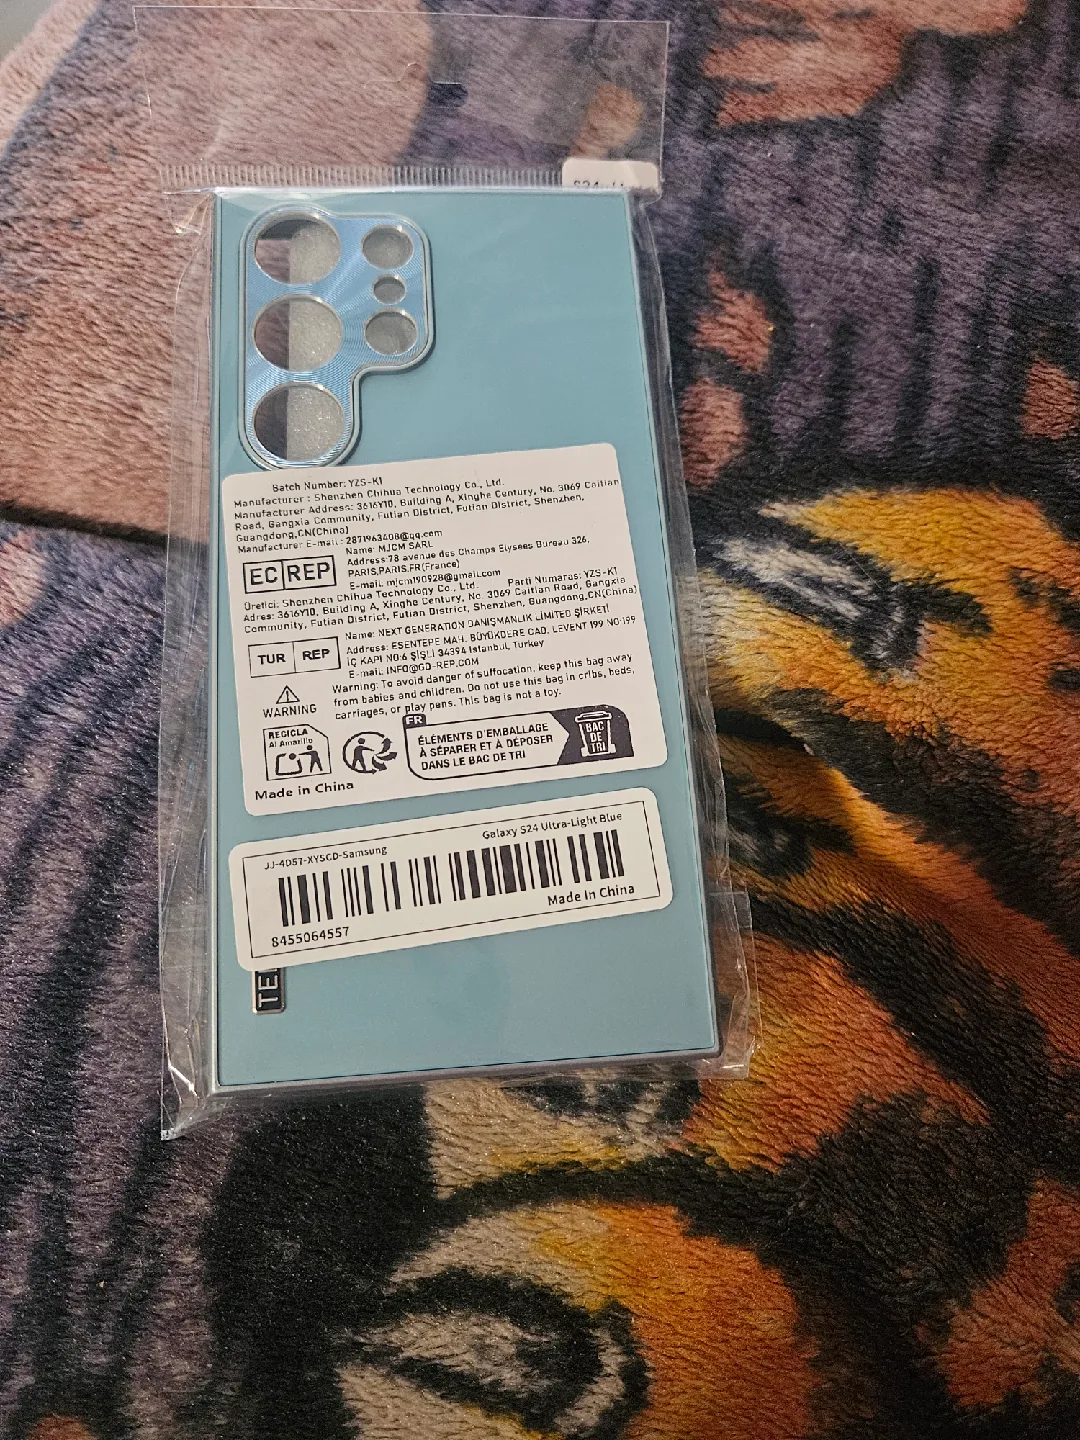 Batch Number: YZS-K1
Manufacturer : Shenzhen Chihua Technology Co., Ltd.
Manufacturer Address: 3616Y10, Building A, Xinghe Century, No. 3069 Caitian
Road, Gangxia Community, Futian District, Futian District, Shenzhen,
Guangdong,CN(China)
Manufacturer E-mail : 2871963408@qq.com
EC REP
Name: MJCM SARL
Address:78 avenue des Champs Elysees Bureau 326,
PARIS,PARIS,FR(France)
E-mail: mjcm190928@gmail.com
Parti Numarası: YZS-K1
Üretici: Shenzhen Chihua Technology Co., Ltd.
Adres: 3616Y10, Building A, Xinghe Century, No. 3069 Caitian Road, Gangxia
Community, Futian District, Futian District, Shenzhen, Guangdong,CN(China)
TUR REP
Name: NEXT GENERATION DANIŞMANLIK LİMİTED ŞİRKETİ
Address: ESENTEPE MAH. BÜYÜKDERE CAD. LEVENT 199 NO:199
İÇ KAPI NO:6 ŞİŞLİ 34394 Istanbul, Turkey
E-mail: INFO@GO-REP.COM
WARNING
Warning: To avoid danger of suffocation, keep this bag away
from babies and children. Do not use this bag in cribs, beds,
carriages, or play pens. This bag is not a toy.
RECICLA
Al Amarillo
FR
ÉLÉMENTS D'EMBALLAGE
À SÉPARER ET À DÉPOSER
DANS LE BAC DE TRI
BAC
DE
TRI
Made in China
JJ-4057-XYSCD-Samsung
Galaxy S24 Ultra-Light Blue
8455064557
Made in China
TE